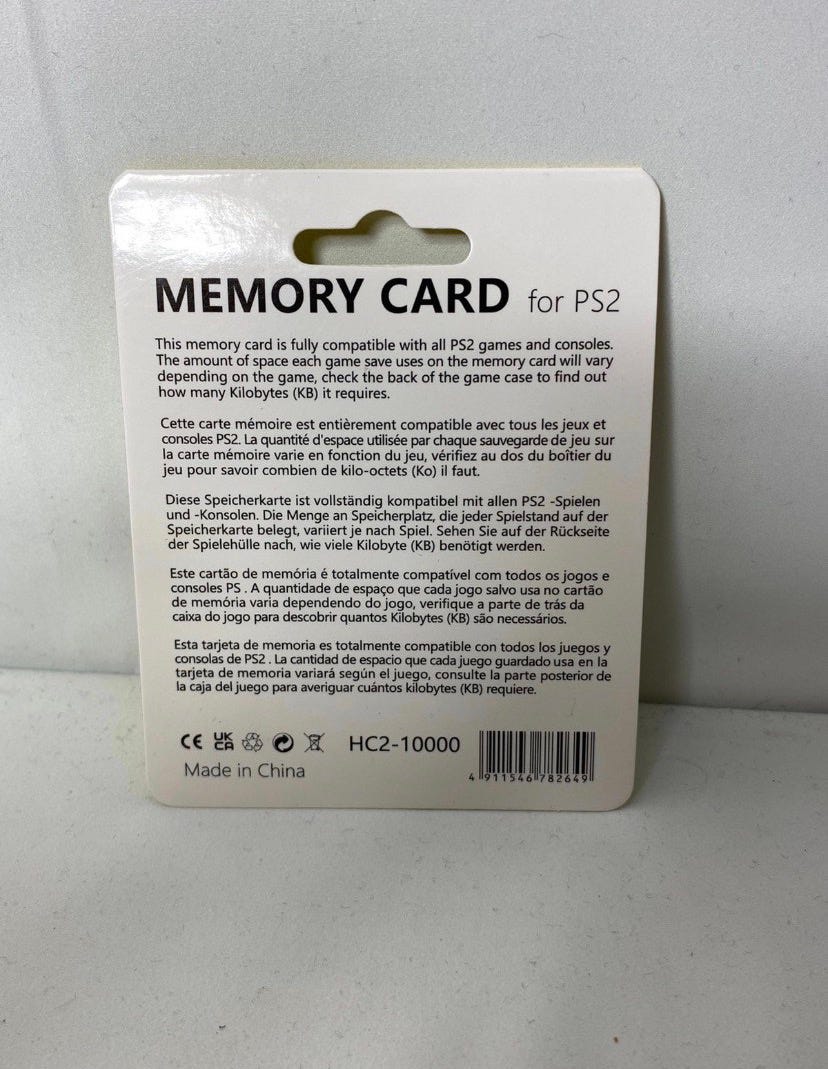 MEMORY CARD for PS2
This memory card is fully compatible with all PS2 games and consoles.
The amount of space each game save uses on the memory card will vary
depending on the game, check the back of the game case to find out
how many Kilobytes (KB) it requires.
Cette carte mémoire est entièrement compatible avec tous les jeux et
consoles PS2. La quantité d'espace utilisée par chaque sauvegarde de jeu sur
la carte mémoire varie en fonction du jeu, vérifiez au dos du boîtier du
jeu pour savoir combien de kilo-octets (Ko) il faut.
Diese Speicherkarte ist vollständig kompatibel mit allen PS2 -Spielen
und -Konsolen. Die Menge an Speicherplatz, die jeder Spielstand auf der
Speicherkarte belegt, variiert je nach Spiel. Sehen Sie auf der Rückseite
der Spielehülle nach, wie viele Kilobyte (KB) benötigt werden.
Este cartão de memória é totalmente compatível com todos os jogos e
consoles PS . A quantidade de espaço que cada jogo salvo usa no cartão
de memória varia dependendo do jogo, verifique a parte de trás da
caixa do jogo para descobrir quantos Kilobytes (KB) são necessários.
Esta tarjeta de memoria es totalmente compatible con todos los juegos y
consolas de PS2 . La cantidad de espacio que cada juego guardado usa en la
tarjeta de memoria variará según el juego, consulte la parte posterior de
la caja del juego para averiguar cuántos kilobytes (KB) requiere.
CE UK CA HC2-10000
Made in China
4 911546 782649